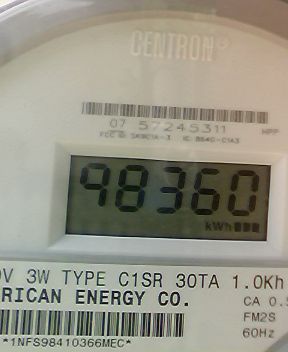 CENTRON®
07 57245311 HPP
98360
kWh
V 3W TYPE C1SR 30TA 1.0Kh
RICAN ENERGY CO.
CA 0.5
FM2S
60Hz
*1NFS98410366MEC*